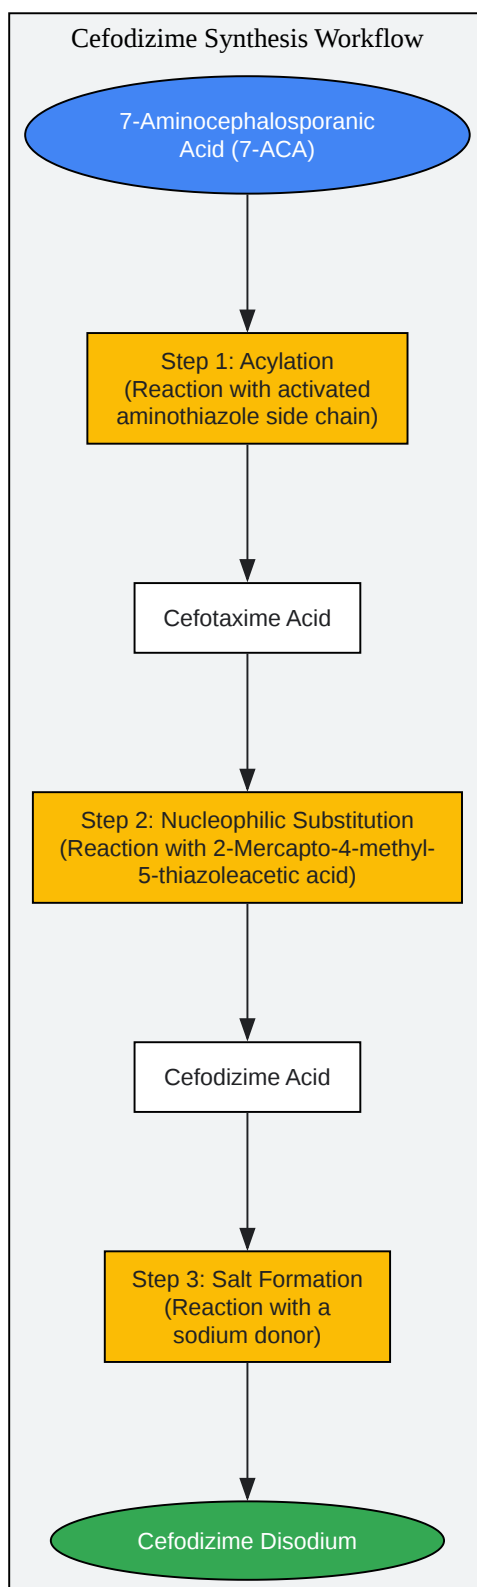 Cefodizime Synthesis Workflow
7-Aminocephalosporanic
Acid (7-ACA)
Step 1: Acylation
(Reaction with activated
aminothiazole side chain)
Cefotaxime Acid
Step 2: Nucleophilic Substitution
(Reaction with 2-Mercapto-4-methyl-
5-thiazoleacetic acid)
Cefodizime Acid
Step 3: Salt Formation
(Reaction with a
sodium donor)
Cefodizime Disodium